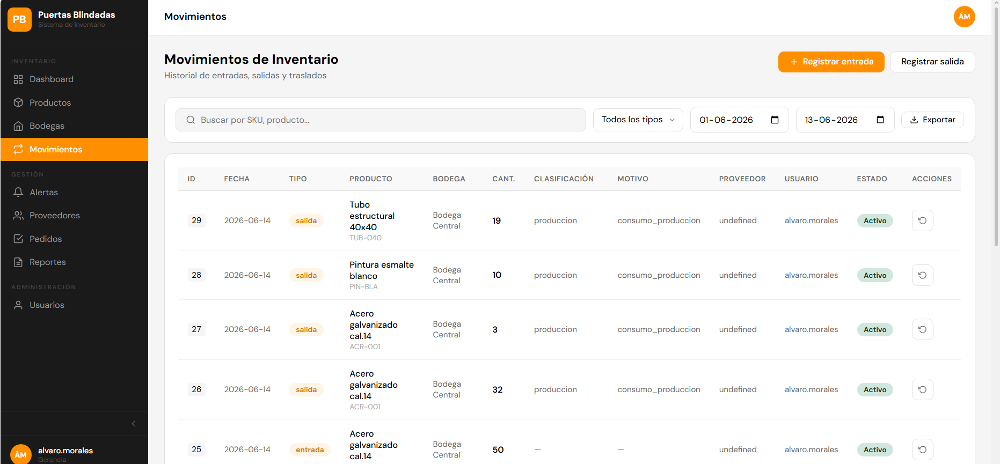 PB
Puertas Blindadas
Sistema de Inventario
INVENTARIO
Dashboard
Productos
Bodegas
Movimientos
GESTIÓN
Alertas
Proveedores
Pedidos
Reportes
ADMINISTRACIÓN
Usuarios
ÁM
alvaro.morales
Gerencia
Movimientos
ÁM
Movimientos de Inventario
Historial de entradas, salidas y traslados
+ Registrar entrada
Registrar salida
Buscar por SKU, producto...
Todos los tipos
01-06-2026
13-06-2026
Exportar
ID FECHA TIPO PRODUCTO BODEGA CANT. CLASIFICACIÓN MOTIVO PROVEEDOR USUARIO ESTADO ACCIONES
29 2026-06-14 salida Tubo estructural 40x40 TUB-040 Bodega Central 19 produccion consumo_produccion undefined alvaro.morales Activo
28 2026-06-14 salida Pintura esmalte blanco PIN-BLA Bodega Central 10 produccion consumo_produccion undefined alvaro.morales Activo
27 2026-06-14 salida Acero galvanizado cal.14 ACR-001 Bodega Central 3 produccion consumo_produccion undefined alvaro.morales Activo
26 2026-06-14 salida Acero galvanizado cal.14 ACR-001 Bodega Central 32 produccion consumo_produccion undefined alvaro.morales Activo
25 2026-06-14 entrada Acero galvanizado cal.14 Bodega Central 50 — — undefined alvaro.morales Activo